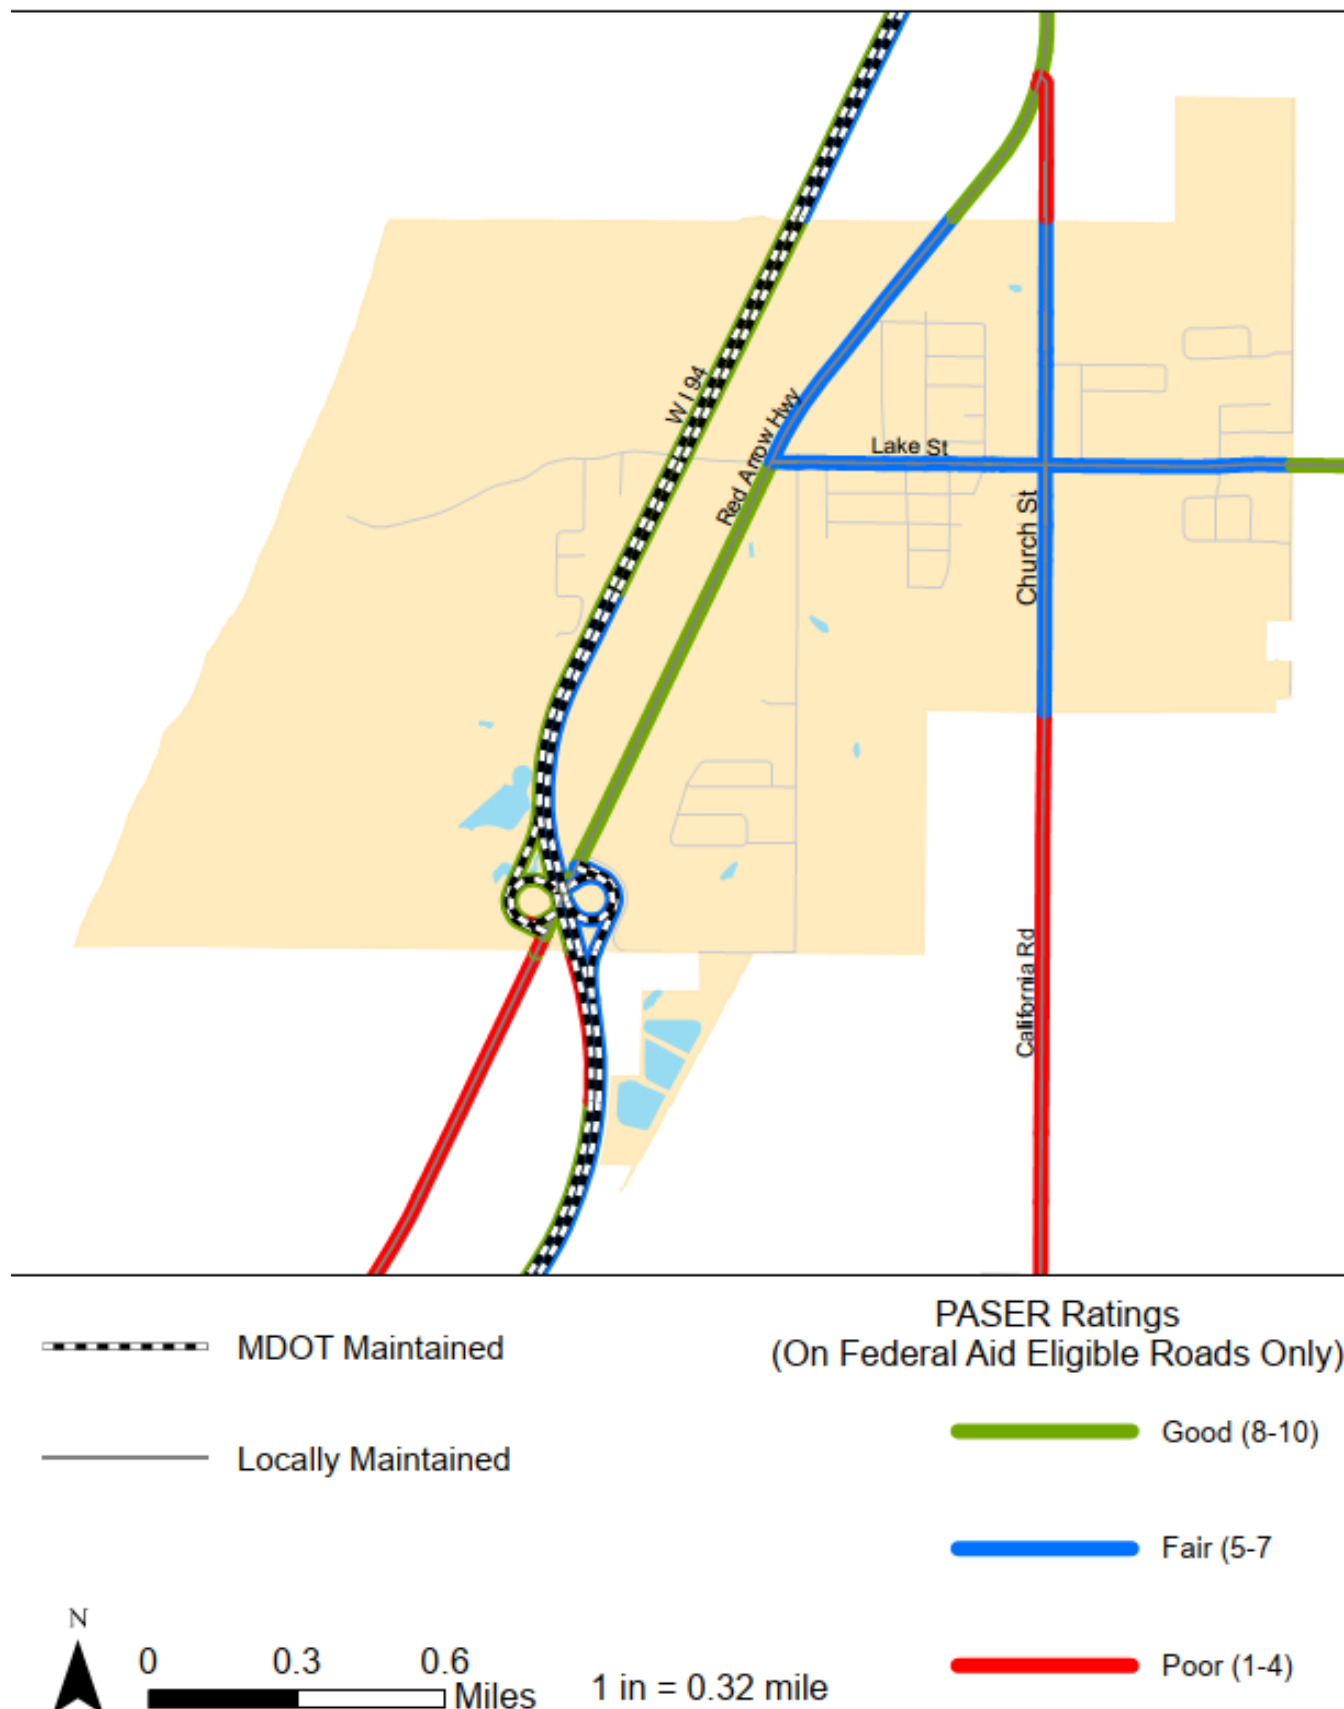 W I 94
Red Arrow Hwy
Lake St
Church St
California Rd
MDOT Maintained
Locally Maintained
PASER Ratings
(On Federal Aid Eligible Roads Only)
Good (8-10)
Fair (5-7
Poor (1-4)
N
0 0.3 0.6
Miles
1 in = 0.32 mile